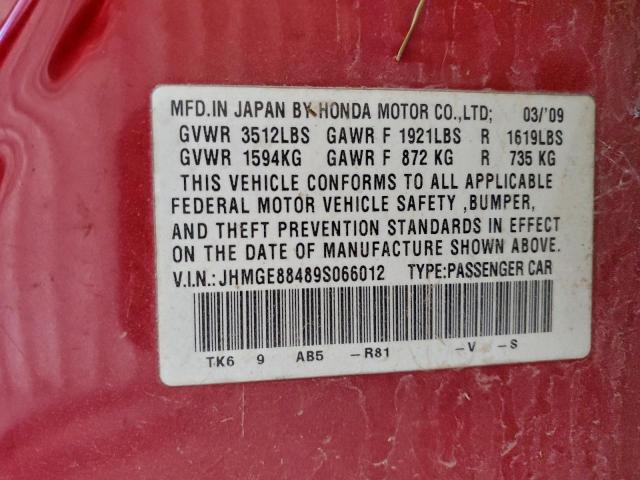 MFD.IN JAPAN BY HONDA MOTOR CO.,LTD; 03/'09
GVWR 3512LBS GAWR F 1921LBS R 1619LBS
GVWR 1594KG GAWR F 872 KG R 735 KG
THIS VEHICLE CONFORMS TO ALL APPLICABLE
FEDERAL MOTOR VEHICLE SAFETY ,BUMPER,
AND THEFT PREVENTION STANDARDS IN EFFECT
ON THE DATE OF MANUFACTURE SHOWN ABOVE.
V.I.N.:JHMGE88489S066012 TYPE:PASSENGER CAR
TK6 9 AB5 –R81 –V –S